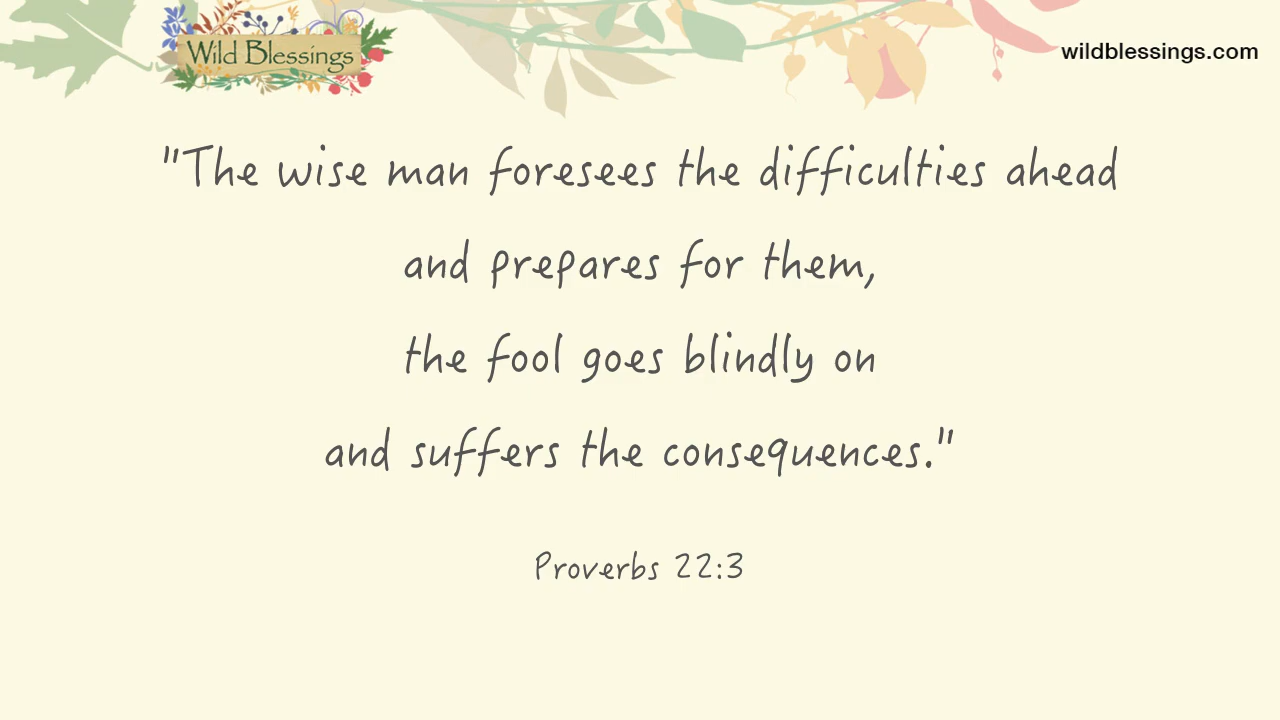 Wild Blessings
wildblessings.com
"The wise man foresees the difficulties ahead
and prepares for them,
the fool goes blindly on
and suffers the consequences."
Proverbs 22:3